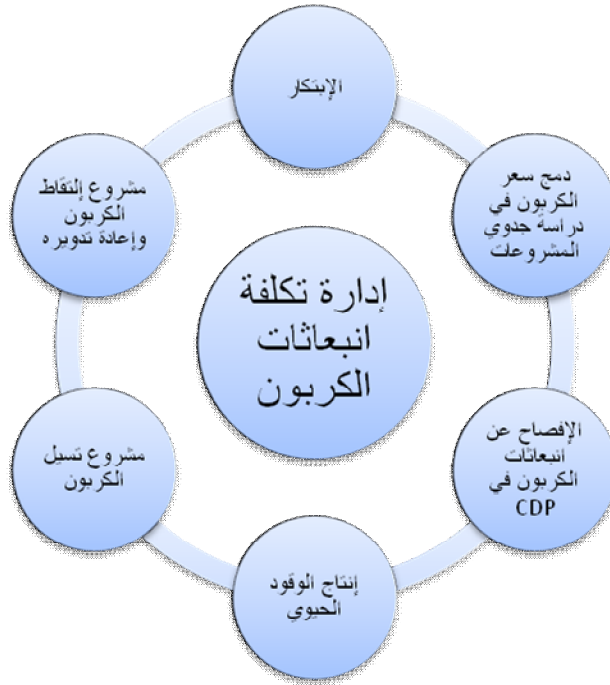 الإبتكار
دمج سعر
الكربون في
دراسة جدوي
المشروعات
الإفصاح عن
انبعاثات
الكربون في
CDP
إنتاج الوقود
الحيوي
مشروع تسيل
الكربون
مشروع إلتقاط
الكربون
وإعادة تدويره
إدارة تكلفة
انبعاثات
الكربون